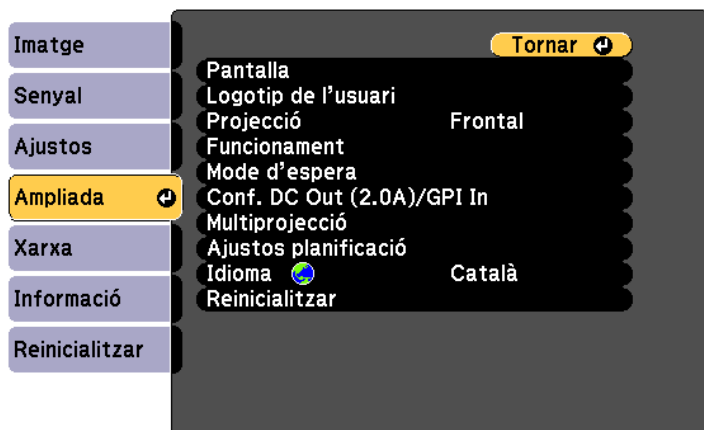 Imatge
Senyal
Ajustos
Ampliada
Xarxa
Informació
Reinicialitzar
Tornar
Pantalla
Logotip de l'usuari
Projecció Frontal
Funcionament
Mode d'espera
Conf. DC Out (2.0A)/GPI In
Multiprojecció
Ajustos planificació
Idioma Català
Reinicialitzar